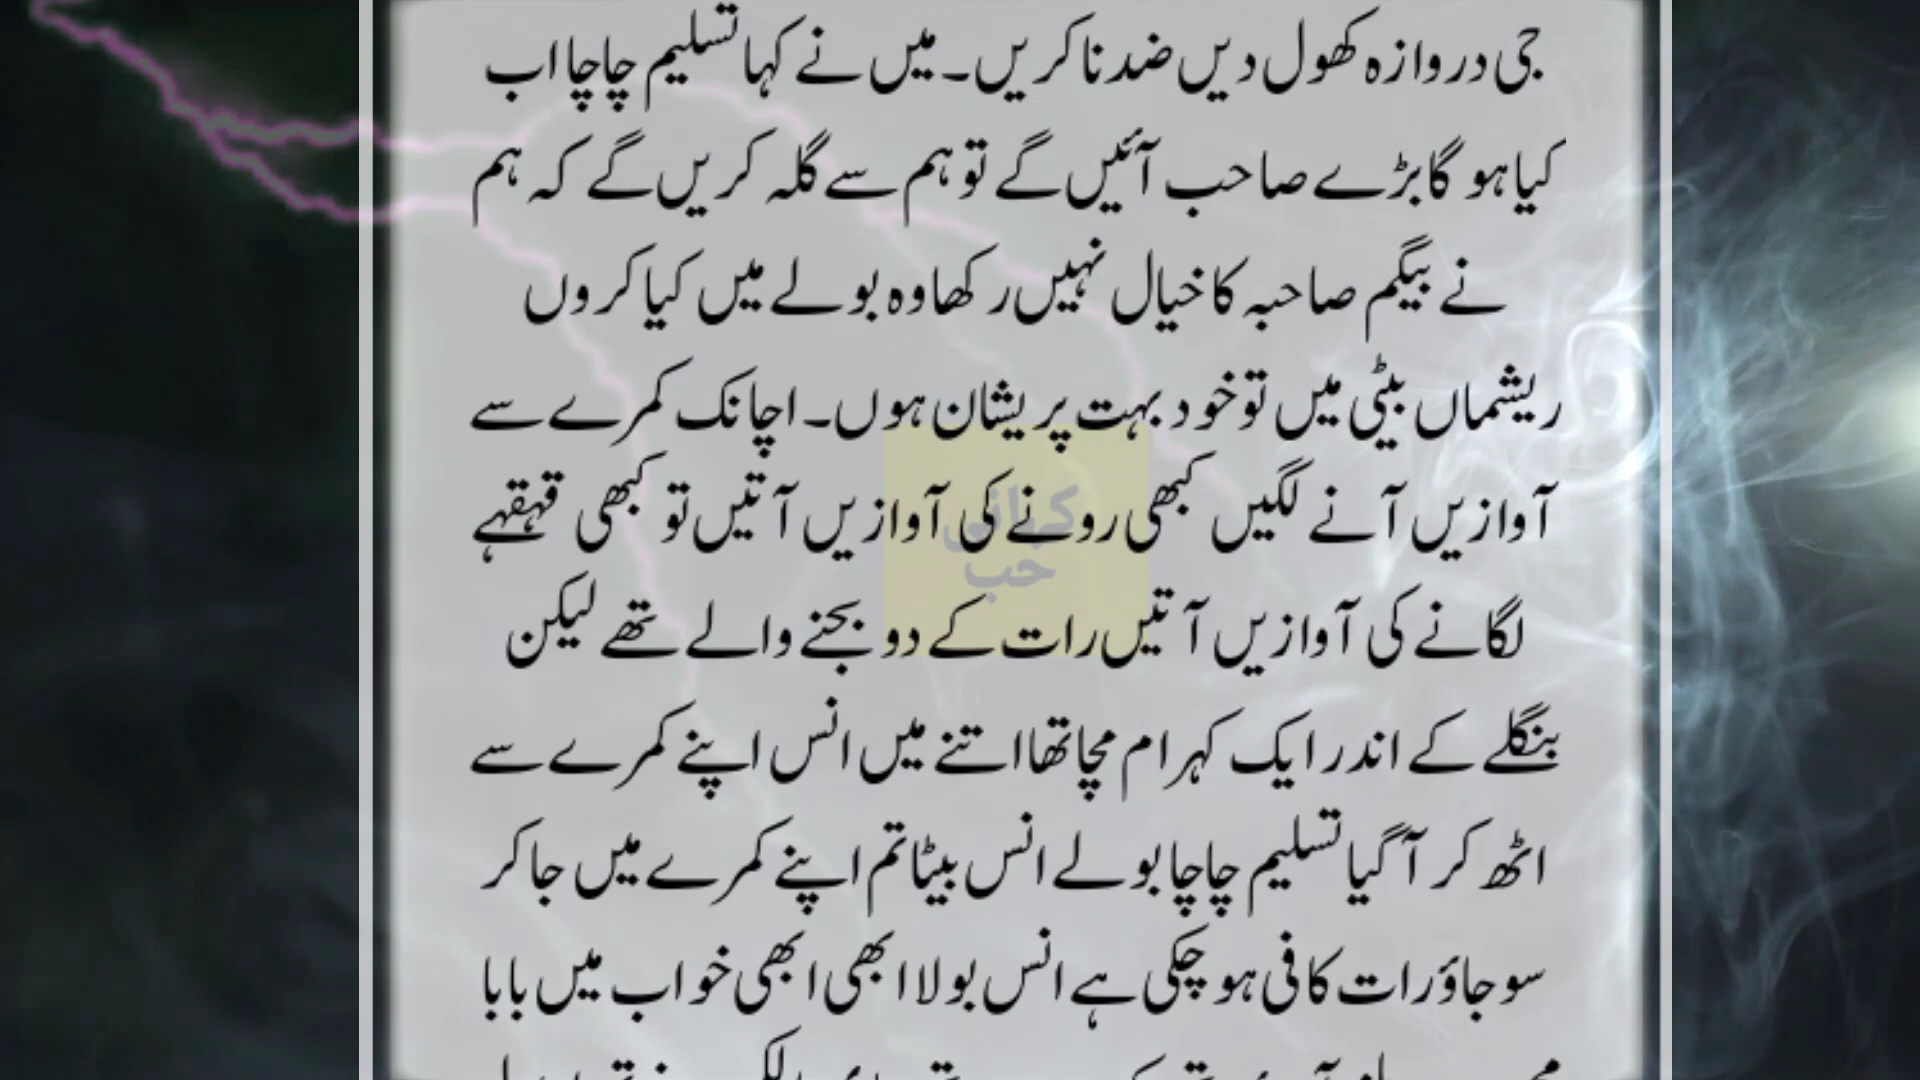 جی دروازہ کھول دیں ضد نا کریں۔ میں نے کہا تسلیم چاچا اب
کیا ہو گا بڑے صاحب آئیں گے تو ہم سے گلہ کریں گے کہ ہم
نے بیگم صاحبہ کا خیال نہیں رکھا وہ بولے میں کیا کروں
ریشماں بیٹی میں تو خود بہت پریشان ہوں۔ اچانک کمرے سے
آوازیں آنے لگیں کبھی رونے کی آوازیں آتیں تو کبھی قہقہے
لگانے کی آوازیں آتیں رات کے دو بجنے والے تھے لیکن
بنگلے کے اندر ایک کہرام مچا تھا اتنے میں انس اپنے کمرے سے
اٹھ کر آ گیا تسلیم چاچا بولے انس بیٹا تم اپنے کمرے میں جا کر
سو جاؤ رات کافی ہو چکی ہے انس بولا ابھی ابھی خواب میں بابا
کہانی
حب